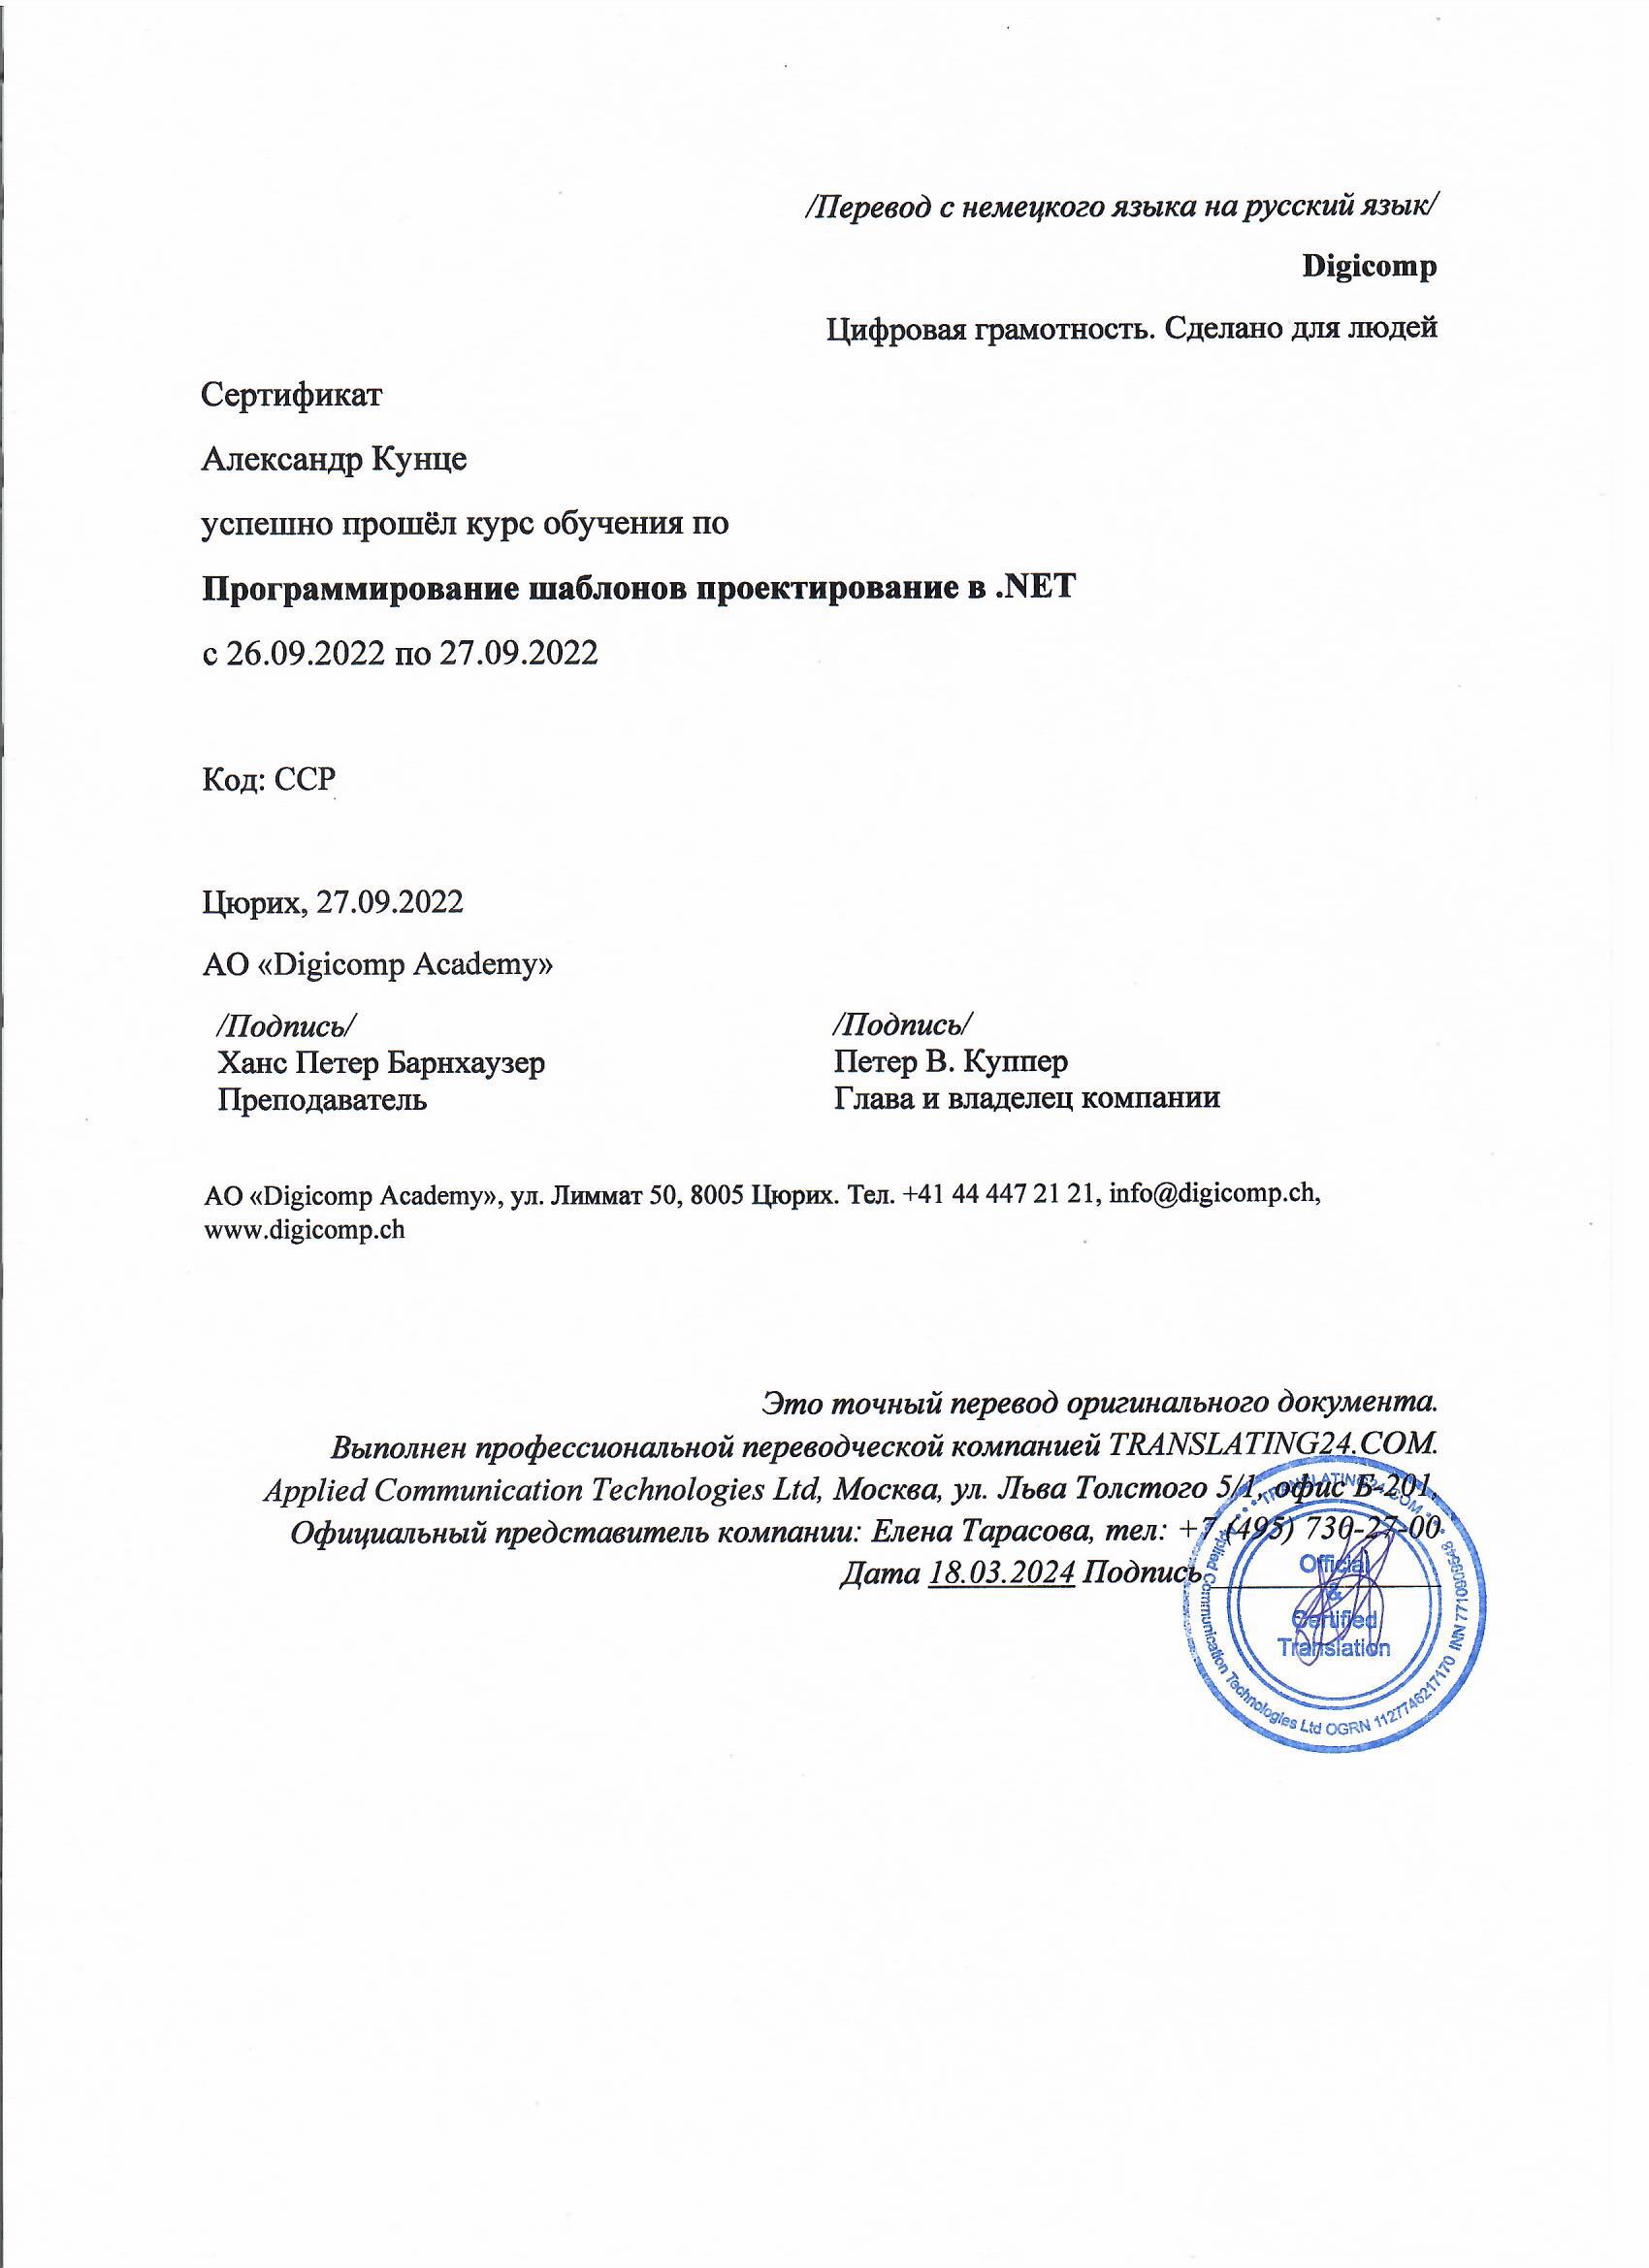 /Перевод с немецкого языка на русский язык/
Digicomp
Цифровая грамотность. Сделано для людей
Сертификат
Александр Кунце
успешно прошёл курс обучения по
Программирование шаблонов проектирование в .NET
с 26.09.2022 по 27.09.2022
Код: CCP
Цюрих, 27.09.2022
АО «Digicomp Academy»
/Подпись/
Ханс Петер Барнхаузер
Преподаватель
/Подпись/
Петер В. Куппер
Глава и владелец компании
АО «Digicomp Academy», ул. Лиммат 50, 8005 Цюрих. Тел. +41 44 447 21 21, info@digicomp.ch,
www.digicomp.ch
Это точный перевод оригинального документа.
Выполнен профессиональной переводческой компанией TRANSLATING24.COM.
Applied Communication Technologies Ltd, Москва, ул. Льва Толстого 5/1, офис Б-201,
Официальный представитель компании: Елена Тарасова, тел: +7 (495) 730-27-00
Дата 18.03.2024 Подпись
TRANSLATING24.COM
Applied Communication Technologies Ltd OGRN 1127746217170 INN 7710909548
Official
&
Certified
Translation